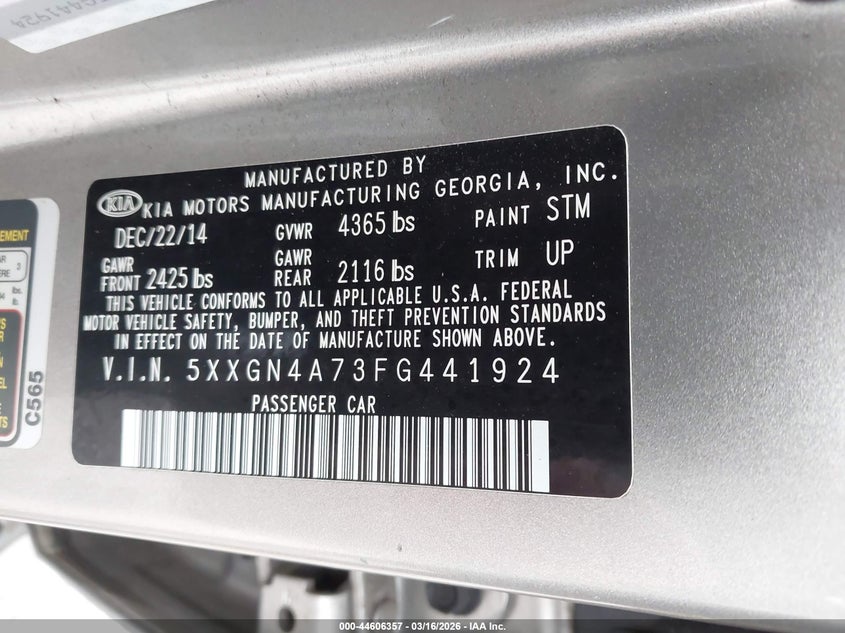 MANUFACTURED BY
KIA KIA MOTORS MANUFACTURING GEORGIA, INC.
DEC/22/14 GVWR 4365 lbs PAINT STM
GAWR FRONT 2425 lbs GAWR REAR 2116 lbs TRIM UP
THIS VEHICLE CONFORMS TO ALL APPLICABLE U.S.A. FEDERAL
MOTOR VEHICLE SAFETY, BUMPER, AND THEFT PREVENTION STANDARDS
IN EFFECT ON THE DATE OF MANUFACTURE SHOWN ABOVE.
V.I.N. 5XXGN4A73FG441924
PASSENGER CAR
C565
000-44606357 - 03/16/2026 - IAA Inc.